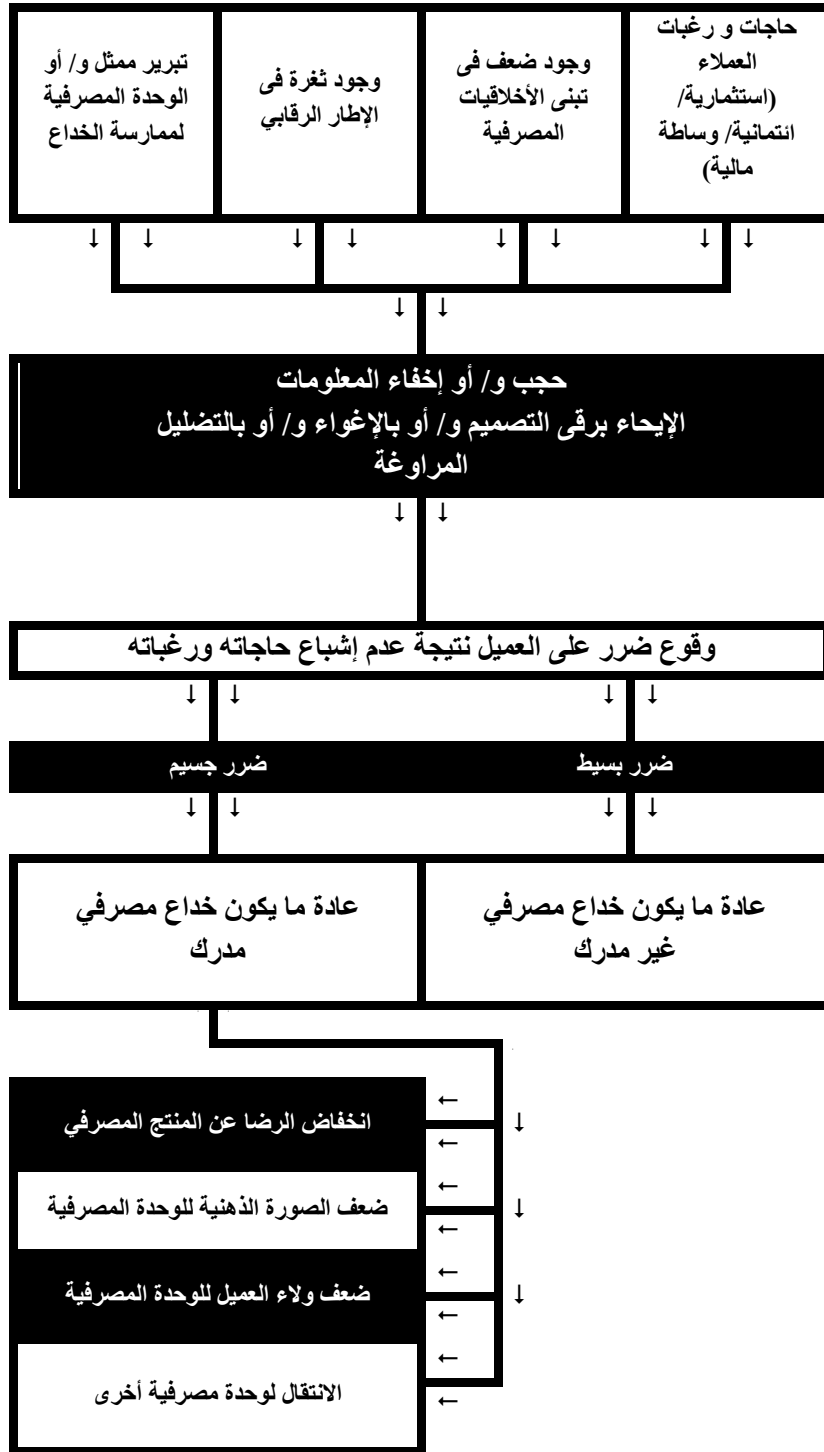 حاجات و رغبات
العملاء
(استثمارية/
ائتمانية/ وساطة
مالية)
وجود ضعف فى
تبنى الأخلاقيات
المصرفية
وجود ثغرة فى
الإطار الرقابي
تبرير ممثل و/ أو
الوحدة المصرفية
لممارسة الخداع
حجب و/ أو إخفاء المعلومات
الإيحاء برقى التصميم و/ أو بالإغواء و/ أو بالتضليل
المراوغة
وقوع ضرر على العميل نتيجة عدم إشباع حاجاته ورغباته
ضرر بسيط
ضرر جسيم
عادة ما يكون خداع مصرفي
غير مدرك
عادة ما يكون خداع مصرفي
مدرك
انخفاض الرضا عن المنتج المصرفي
ضعف الصورة الذهنية للوحدة المصرفية
ضعف ولاء العميل للوحدة المصرفية
الانتقال لوحدة مصرفية أخرى